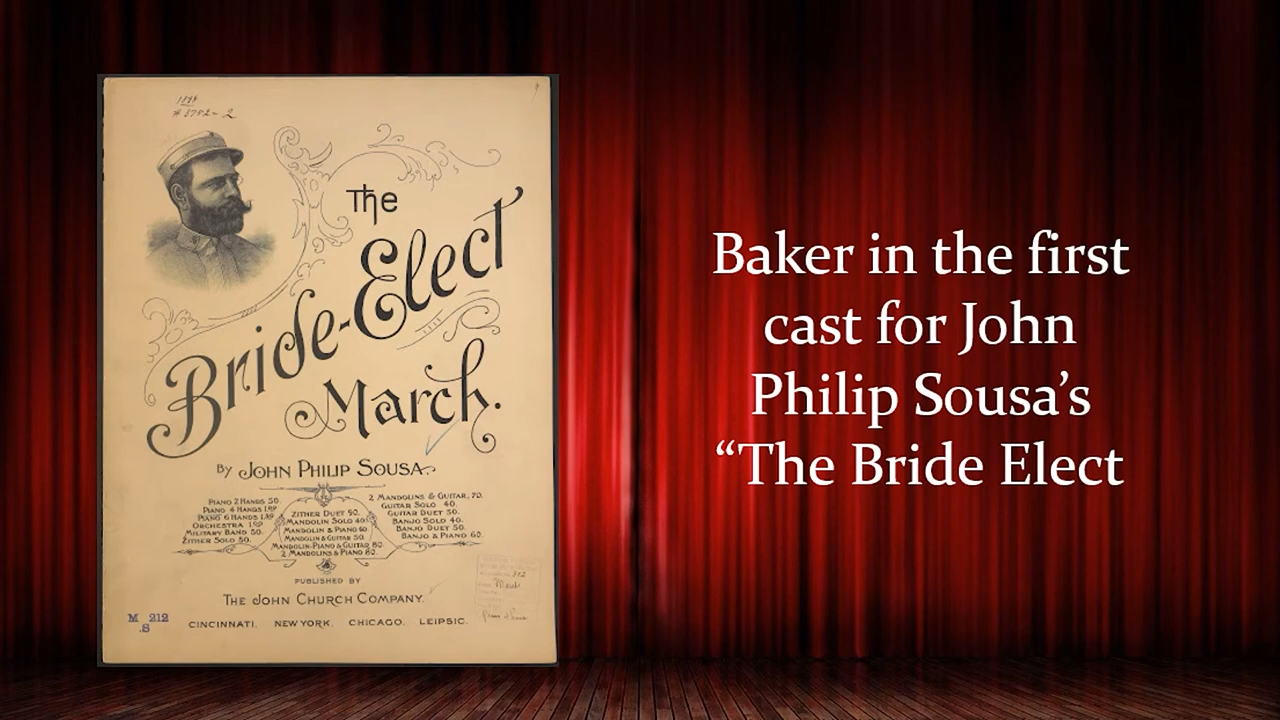 The
Bride-Elect
March.
BY JOHN PHILIP SOUSA.
PIANO 2 HANDS 50.
PIANO 4 HANDS 1.00
PIANO 6 HANDS 1.00
ORCHESTRA 1.00
MILITARY BAND 50.
ZITHER SOLO 50.
ZITHER DUET 50.
MANDOLIN SOLO 40.
MANDOLIN & PIANO 50.
MANDOLIN & GUITAR 50.
MANDOLIN-PIANO & GUITAR 80.
2 MANDOLINS & PIANO 80.
2 MANDOLINS & GUITAR, 70.
GUITAR SOLO 40.
GUITAR DUET 50.
BANJO SOLO 40.
BANJO DUET 50.
BANJO & PIANO 60.
PUBLISHED BY
THE JOHN CHURCH COMPANY.
CINCINNATI. NEW YORK. CHICAGO. LEIPSIC.
M 212
.S
Baker in the first
cast for John
Philip Sousa’s
“The Bride Elect